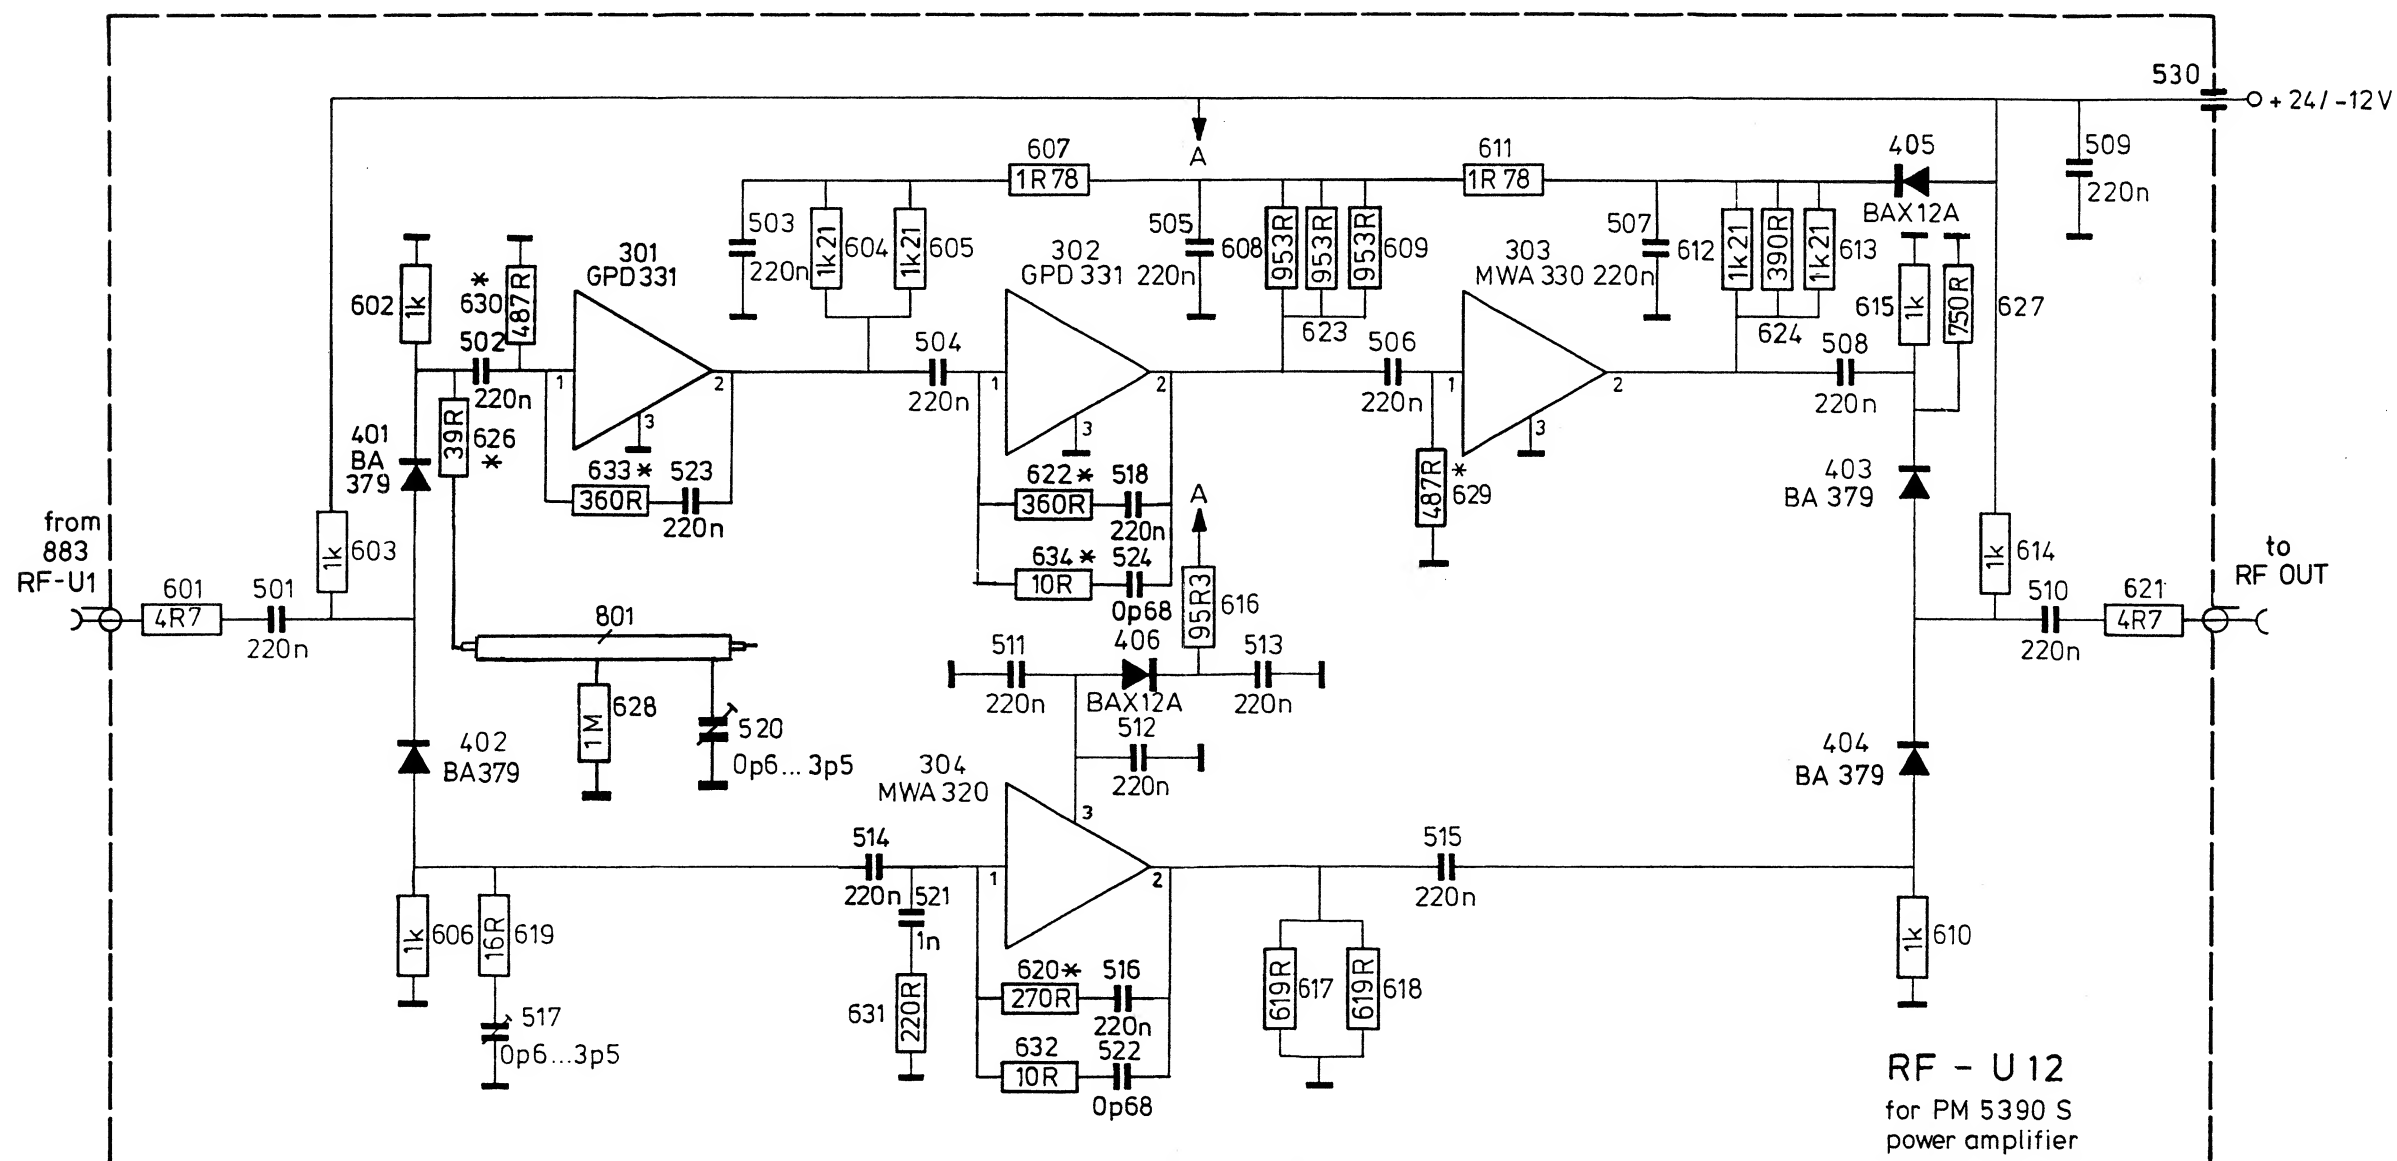 530
+ 24 / -12V
A
607
1R78
611
1R78
405
BAX12A
509
220n
503
220n
1k21
604
1k21
605
505
220n
608
953R
953R
953R
609
623
507
220n
612
1k21
390R
1k21
613
624
615
1k
750R
627
602
1k
*
630
487R
502
220n
301
GPD331
1
2
3
504
220n
302
GPD 331
1
2
3
506
220n
303
MWA 330
1
2
3
508
220n
401
BA
379
39R
626
*
633*
360R
523
220n
622*
360R
518
220n
634*
10R
524
0p68
A
95R3
616
487R
*
629
403
BA 379
1k
614
from
883
RF-U1
601
4R7
501
220n
1k
603
801
1M
628
520
0p6...3p5
402
BA379
511
220n
406
BAX12A
513
220n
512
220n
304
MWA 320
1
2
3
514
220n
521
1n
631
220R
515
220n
404
BA 379
510
220n
621
4R7
to
RF OUT
1k
606
16R
619
517
0p6...3p5
620*
270R
516
220n
632
10R
522
0p68
619R
617
619R
618
1k
610
RF - U 12
for PM 5390 S
power amplifier